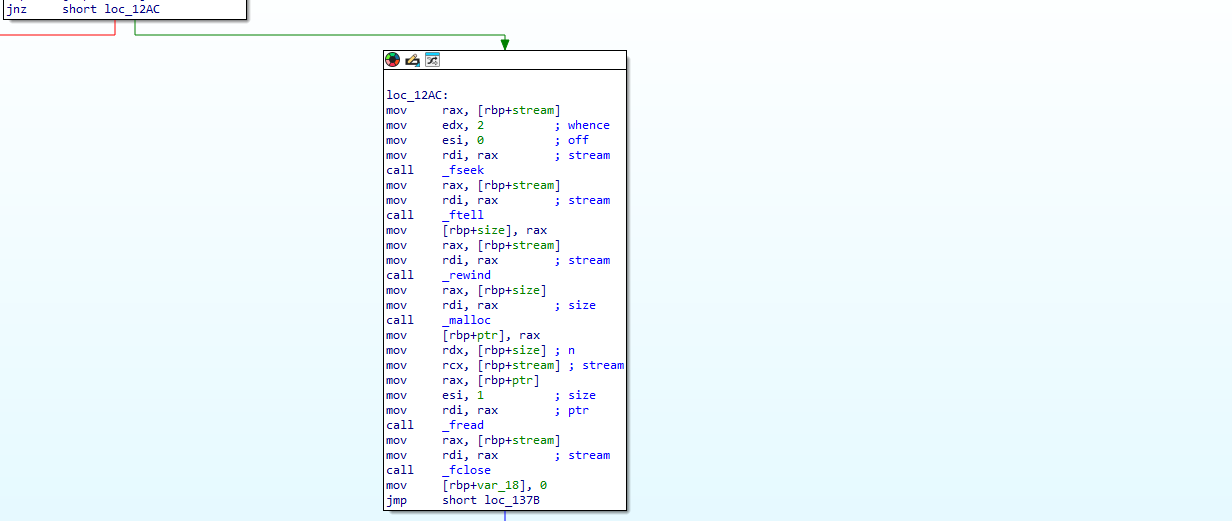 jnz     short loc_12AC
loc_12AC:
mov     rax, [rbp+stream]
mov     edx, 2          ; whence
mov     esi, 0          ; off
mov     rdi, rax        ; stream
call    _fseek
mov     rax, [rbp+stream]
mov     rdi, rax        ; stream
call    _ftell
mov     [rbp+size], rax
mov     rax, [rbp+stream]
mov     rdi, rax        ; stream
call    _rewind
mov     rax, [rbp+size]
mov     rdi, rax        ; size
call    _malloc
mov     [rbp+ptr], rax
mov     rdx, [rbp+size] ; n
mov     rcx, [rbp+stream] ; stream
mov     rax, [rbp+ptr]
mov     esi, 1          ; size
mov     rdi, rax        ; ptr
call    _fread
mov     rax, [rbp+stream]
mov     rdi, rax        ; stream
call    _fclose
mov     [rbp+var_18], 0
jmp     short loc_137B